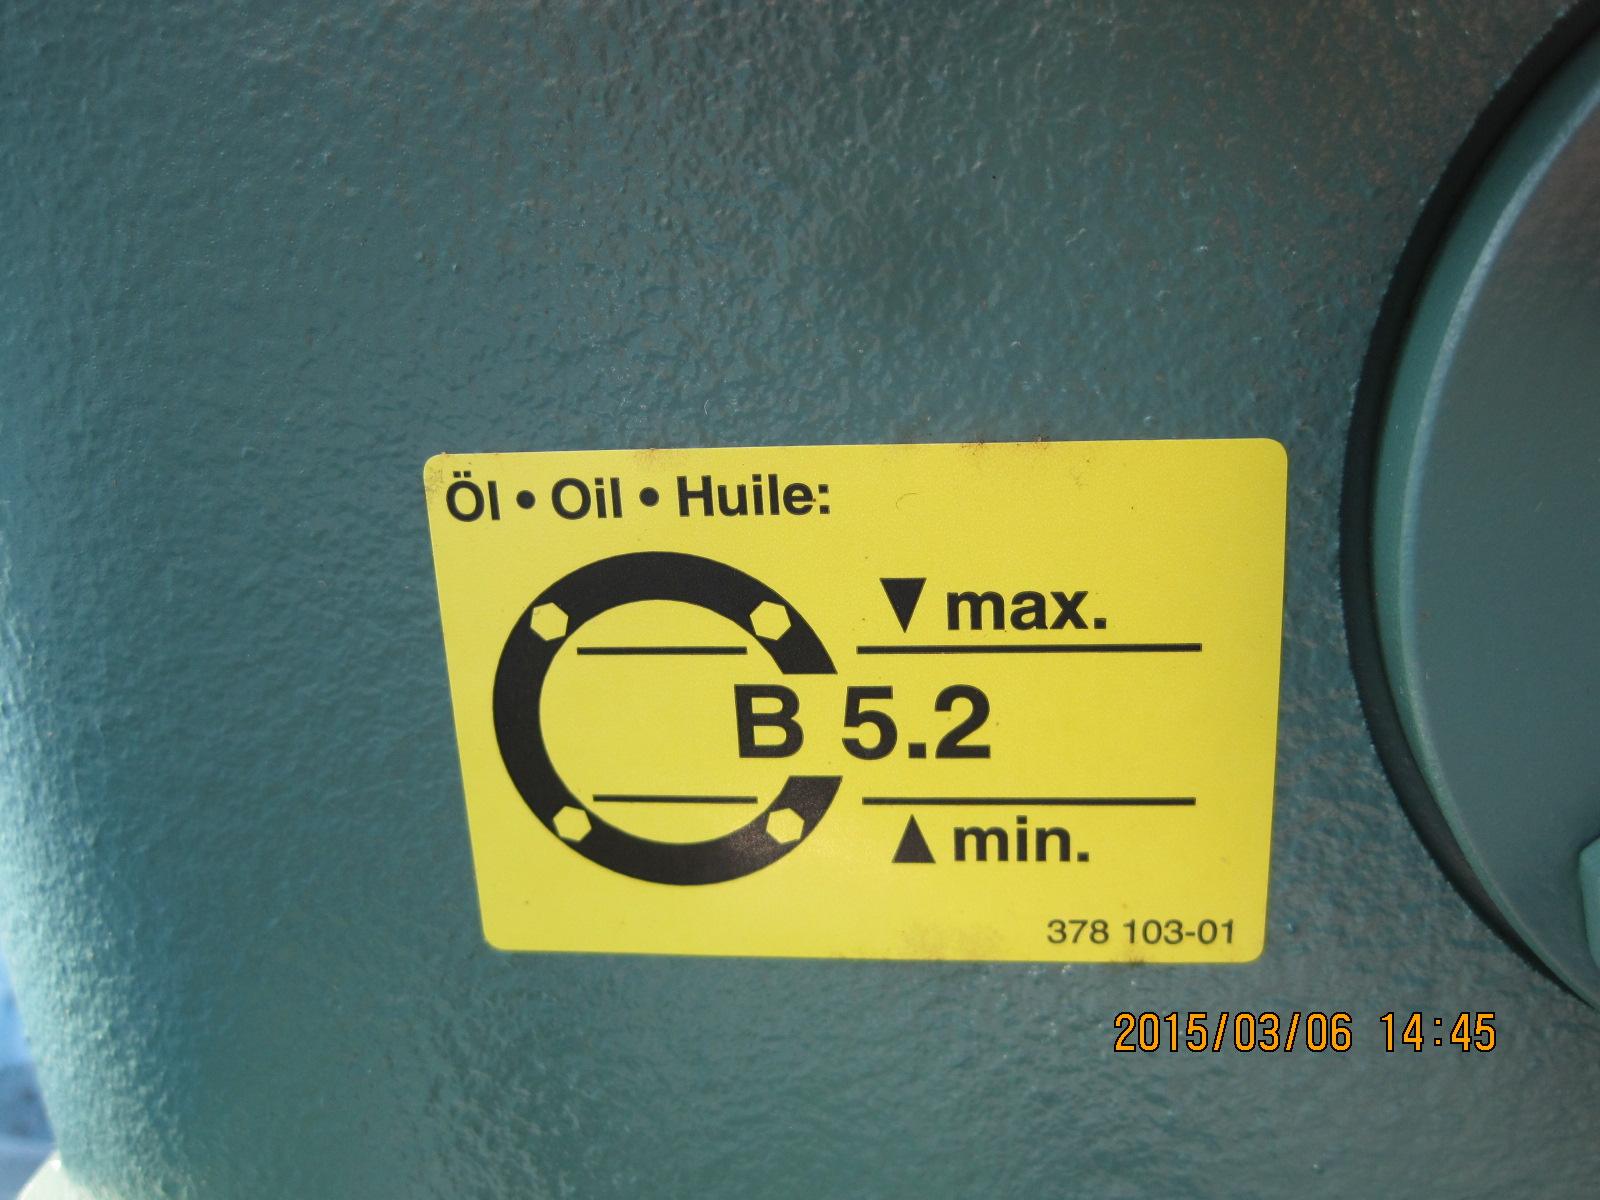 Öl • Oil • Huile:
▼ max.
B 5.2
▲ min.
378 103-01
2015/03/06 14:45